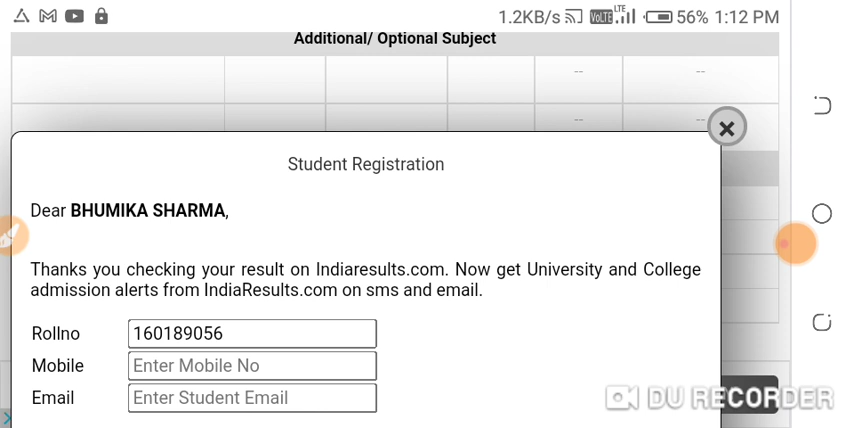 1.2KB/s VoLTE LTE 56% 1:12 PM
Additional/ Optional Subject
-- --
-- --
Student Registration
Dear BHUMIKA SHARMA,
Thanks you checking your result on Indiaresults.com. Now get University and College
admission alerts from IndiaResults.com on sms and email.
Rollno 160189056
Mobile Enter Mobile No
Email Enter Student Email
DU RECORDER